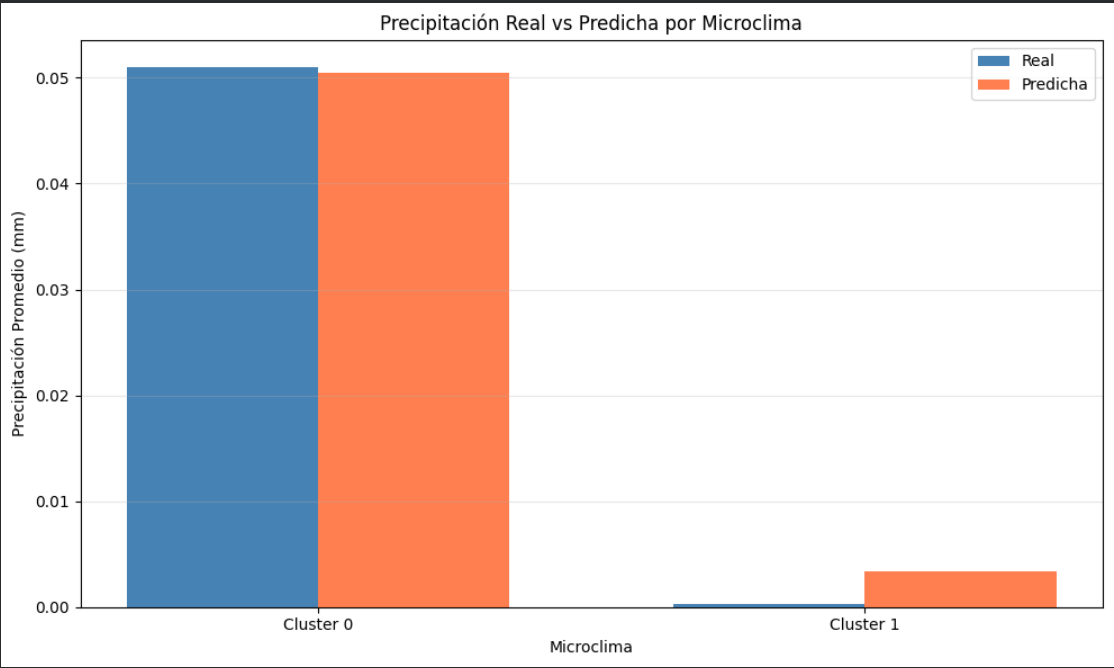 Precipitación Real vs Predicha por Microclima
Real
Predicha
Precipitación Promedio (mm)
0.05
0.04
0.03
0.02
0.01
0.00
Cluster 0
Cluster 1
Microclima